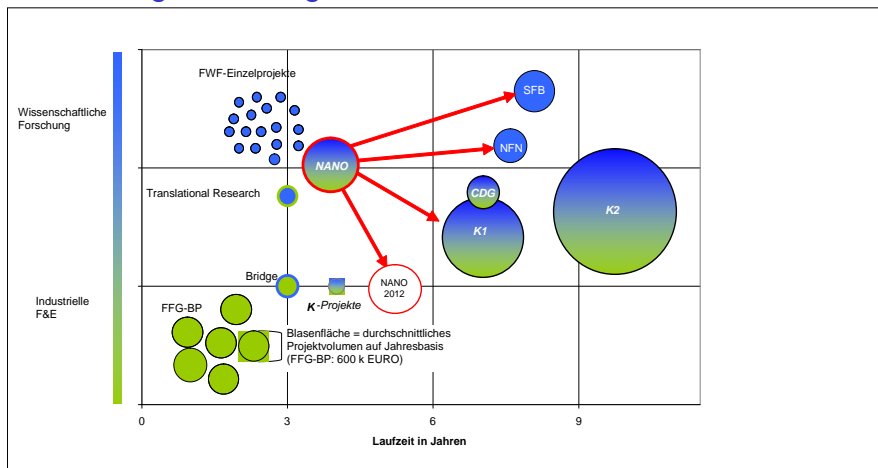 FWF-Einzelprojekte
SFB
Wissenschaftliche
Forschung
NFN
NANO
Translational Research
CDG
K1
K2
Bridge
NANO
2012
Industrielle
F&E
FFG-BP
K-Projekte
Blasenfläche = durchschnittliches
Projektvolumen auf Jahresbasis
(FFG-BP: 600 k EURO)
0
3
6
9
Laufzeit in Jahren